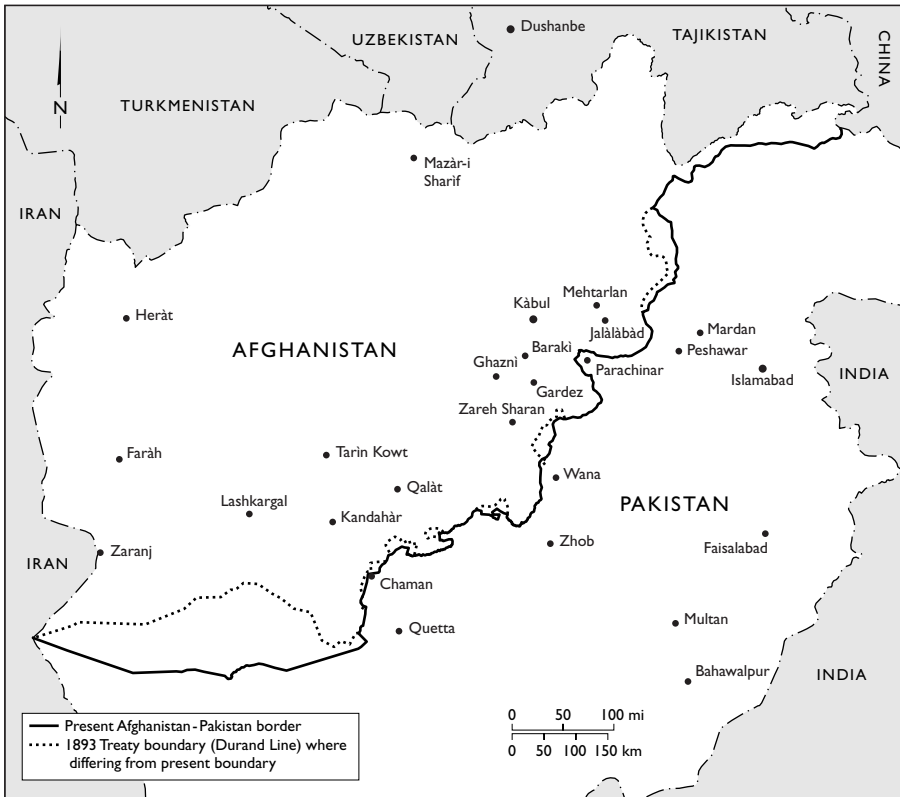 Dushanbe
UZBEKISTAN
TAJIKISTAN
CHINA
N
TURKMENISTAN
Mazàr-i
Sharìf
IRAN
Mehtarlan
Heràt
Kàbul
Jalàlàbàd
Mardan
AFGHANISTAN
Barakì
Peshawar
Ghaznì
Parachinar
Islamabad
INDIA
Gardez
Zareh Sharan
Faràh
Tarìn Kowt
Wana
Qalàt
Lashkargal
PAKISTAN
Kandahàr
Zhob
Faisalabad
Zaranj
IRAN
Chaman
Quetta
Multan
Bahawalpur
INDIA
0 50 100 mi
0 50 100 150 km
Present Afghanistan-Pakistan border
1893 Treaty boundary (Durand Line) where
differing from present boundary